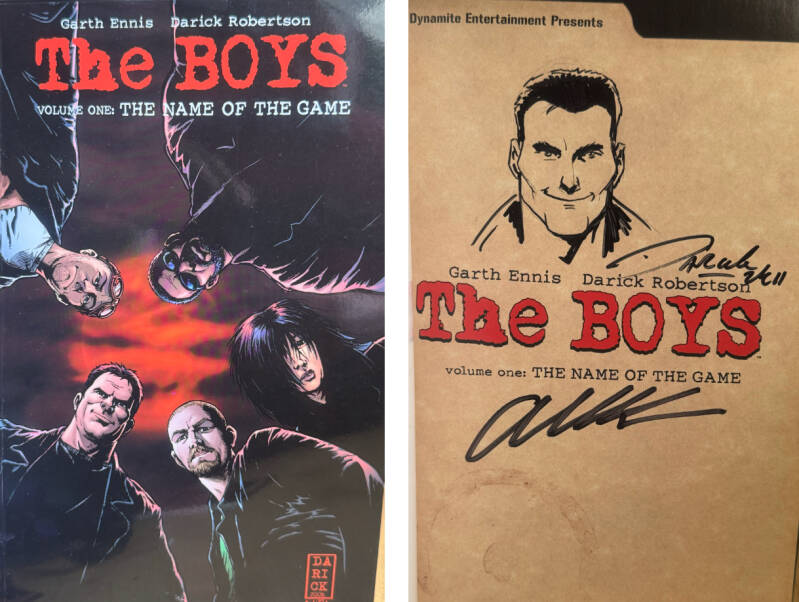 Garth Ennis Darick Robertson
The BOYS
VOLUME ONE: THE NAME OF THE GAME
DA
RI
CK
Dynamite Entertainment Presents
2011
Garth Ennis Darick Robertson
The BOYS
volume one: THE NAME OF THE GAME